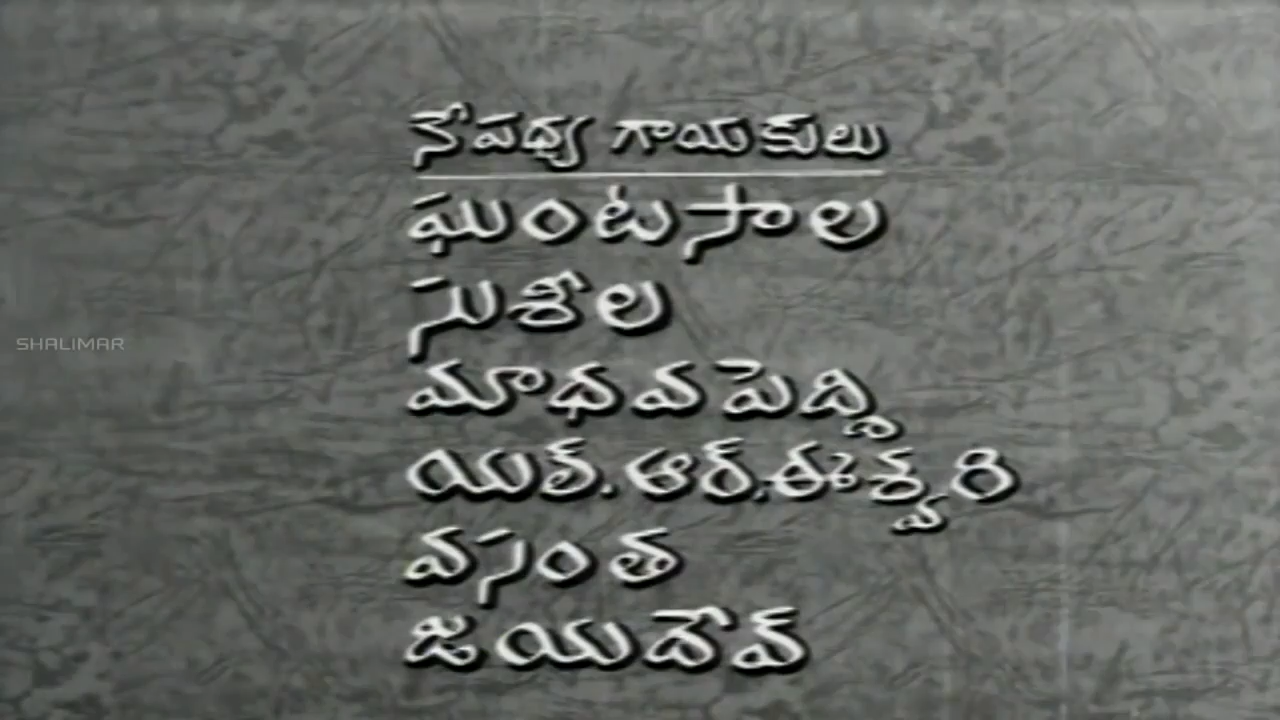 నేపథ్య గాయకులు
ఘంటసాల
సుశీల
SHALIMAR
మాధవపెద్ది
యల్.ఆర్.ఈశ్వరి
వసంత
జయదేవ్